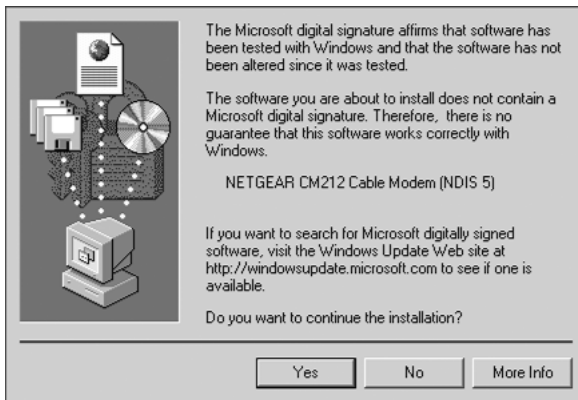 The Microsoft digital signature affirms that software has
been tested with Windows and that the software has not
been altered since it was tested.
The software you are about to install does not contain a
Microsoft digital signature. Therefore, there is no
guarantee that this software works correctly with
Windows.
NETGEAR CM212 Cable Modem (NDIS 5)
If you want to search for Microsoft digitally signed
software, visit the Windows Update Web site at
http://windowsupdate.microsoft.com to see if one is
available.
Do you want to continue the installation?
Yes
No
More Info